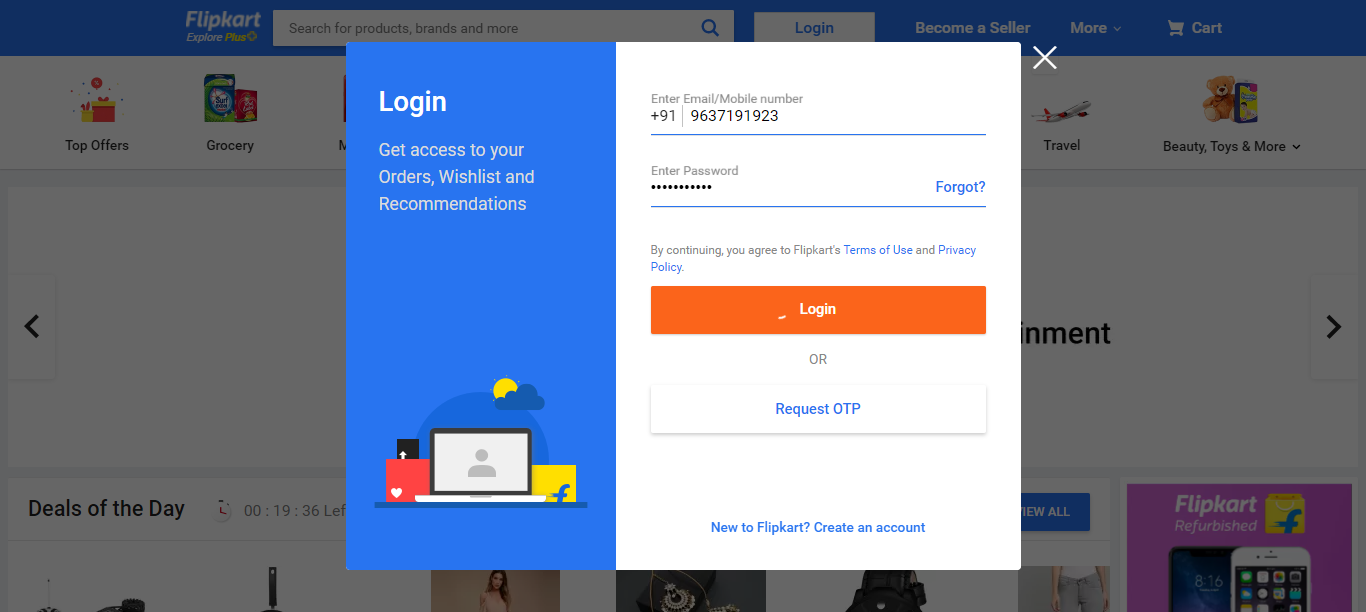 Flipkart
Explore Plus
Search for products, brands and more
Login
Become a Seller
More
Cart
Top Offers
Grocery
M
Travel
Beauty, Toys & More
Login
Get access to your
Orders, Wishlist and
Recommendations
Enter Email/Mobile number
+91 9637191923
Enter Password
•••••••••••
Forgot?
By continuing, you agree to Flipkart's Terms of Use and Privacy
Policy.
Login
OR
Request OTP
New to Flipkart? Create an account
inment
Deals of the Day
00 : 19 : 36 Lef
VIEW ALL
Flipkart
Refurbished
8:16